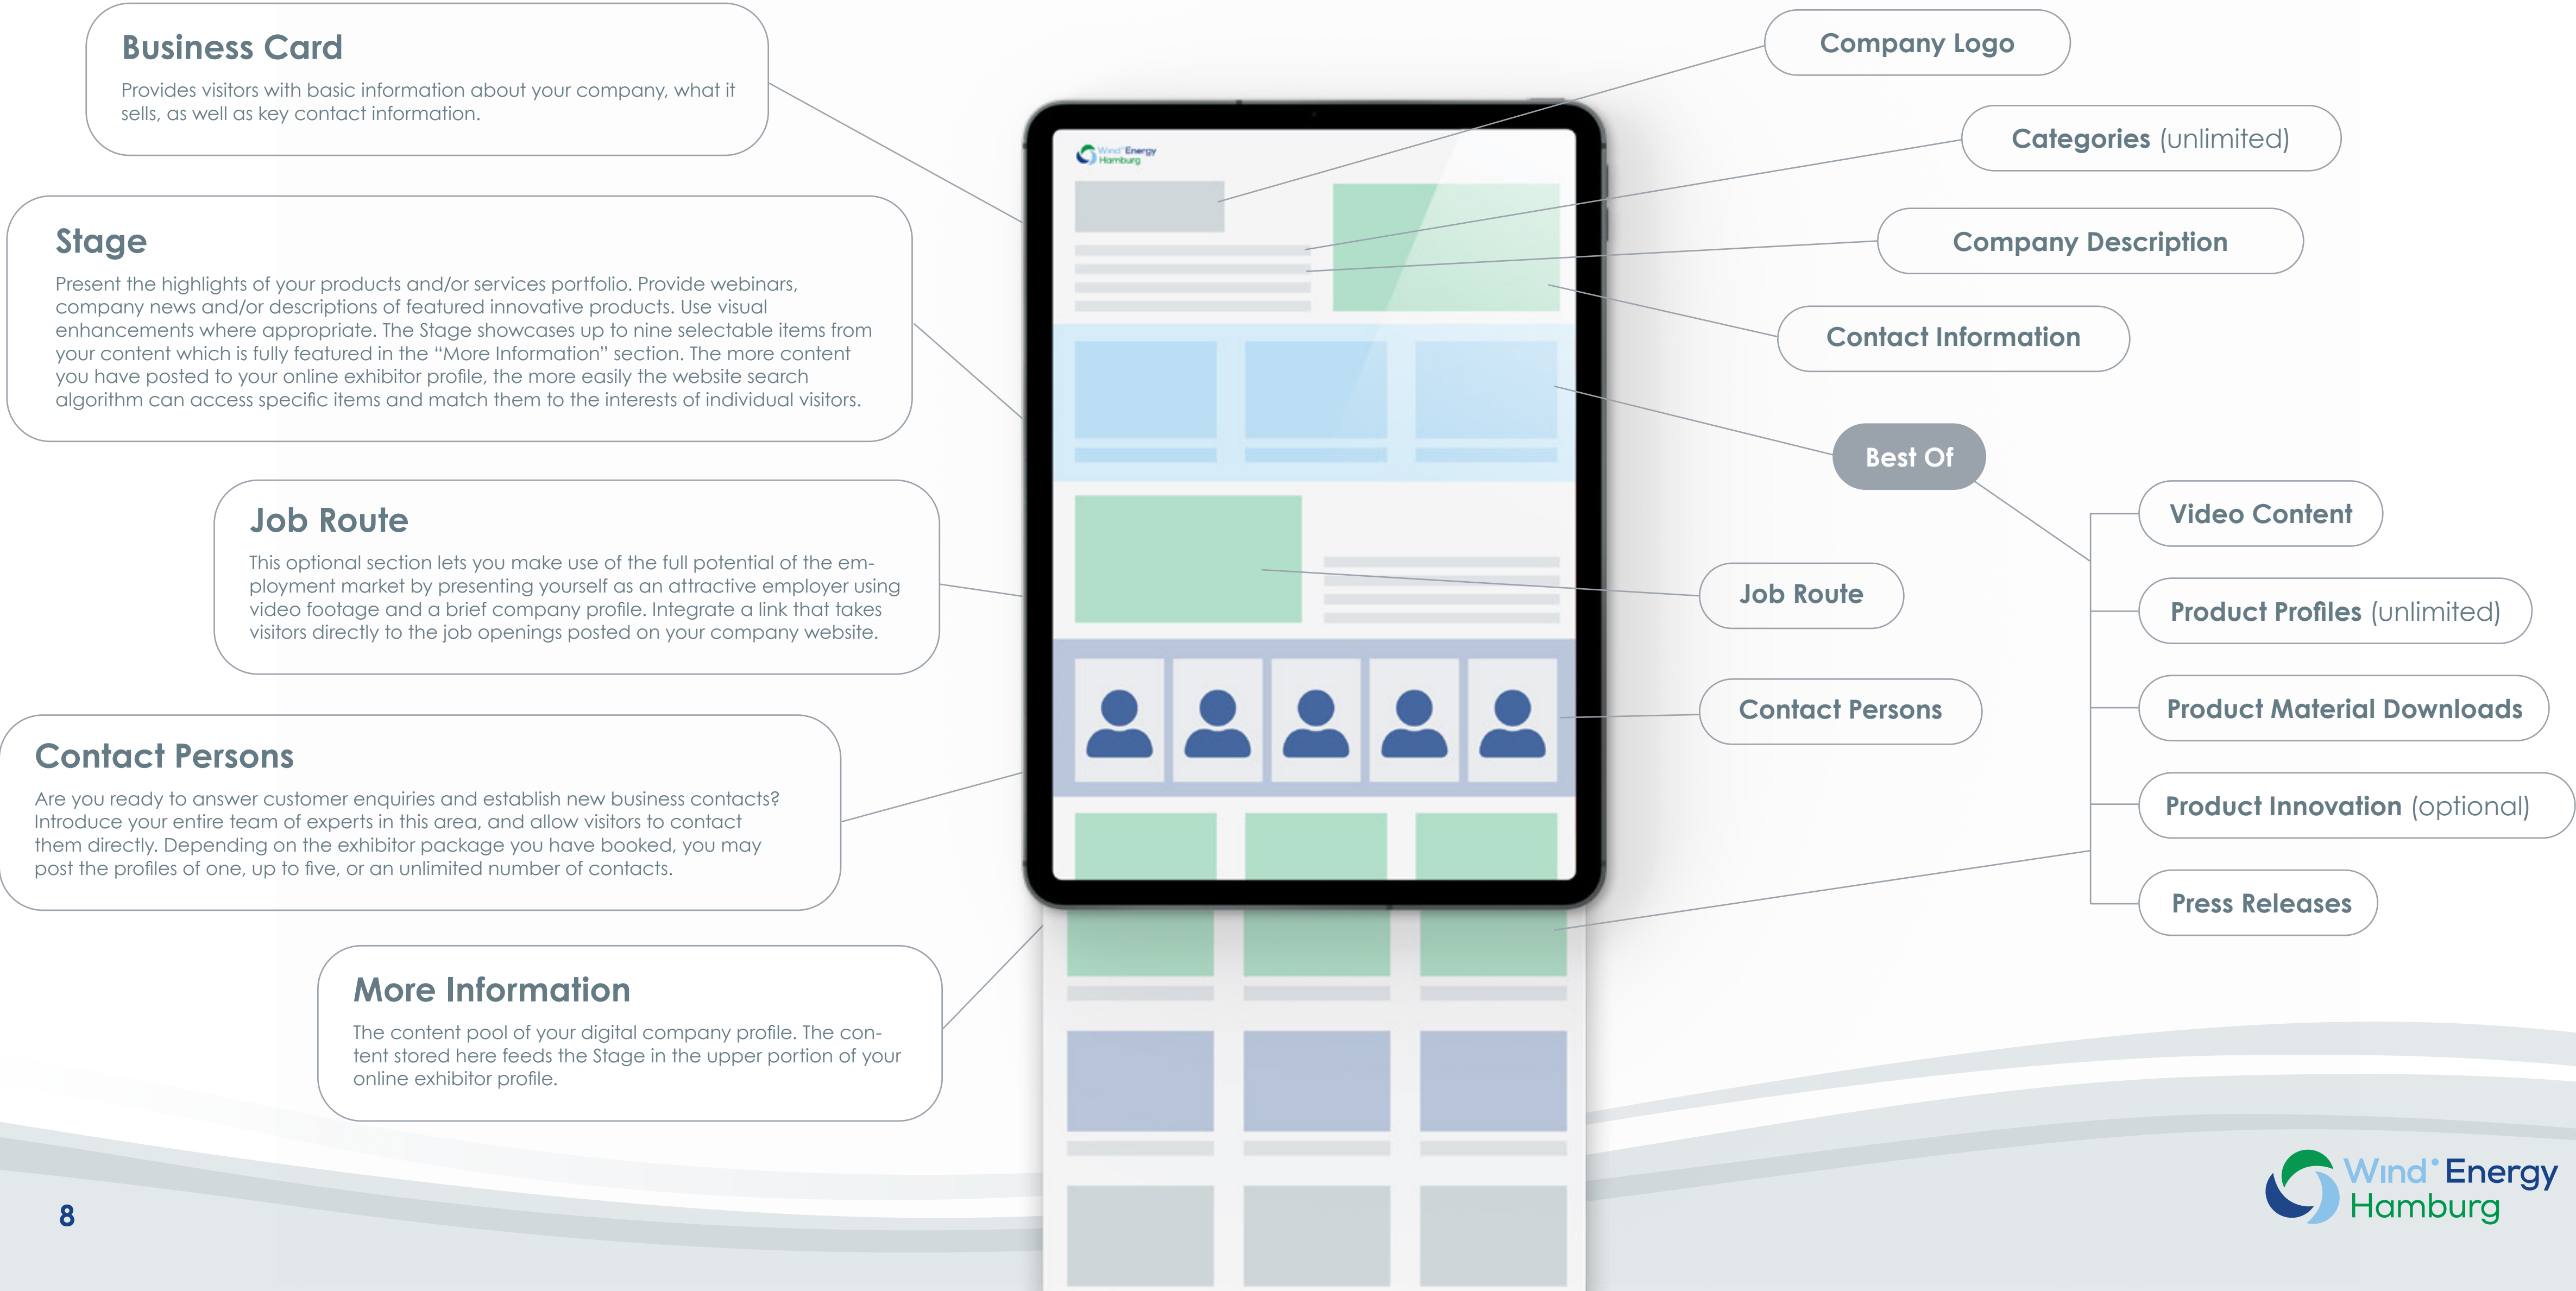 Business Card
Provides visitors with basic information about your company, what it
sells, as well as key contact information.
Stage
Present the highlights of your products and/or services portfolio. Provide webinars,
company news and/or descriptions of featured innovative products. Use visual
enhancements where appropriate. The Stage showcases up to nine selectable items from
your content which is fully featured in the “More Information” section. The more content
you have posted to your online exhibitor profile, the more easily the website search
algorithm can access specific items and match them to the interests of individual visitors.
Job Route
This optional section lets you make use of the full potential of the em-
ployment market by presenting yourself as an attractive employer using
video footage and a brief company profile. Integrate a link that takes
visitors directly to the job openings posted on your company website.
Contact Persons
Are you ready to answer customer enquiries and establish new business contacts?
Introduce your entire team of experts in this area, and allow visitors to contact
them directly. Depending on the exhibitor package you have booked, you may
post the profiles of one, up to five, or an unlimited number of contacts.
More Information
The content pool of your digital company profile. The con-
tent stored here feeds the Stage in the upper portion of your
online exhibitor profile.
Wind°Energy
Hamburg
Company Logo
Categories (unlimited)
Company Description
Contact Information
Best Of
Job Route
Contact Persons
Video Content
Product Profiles (unlimited)
Product Material Downloads
Product Innovation (optional)
Press Releases
8
Wind°Energy
Hamburg